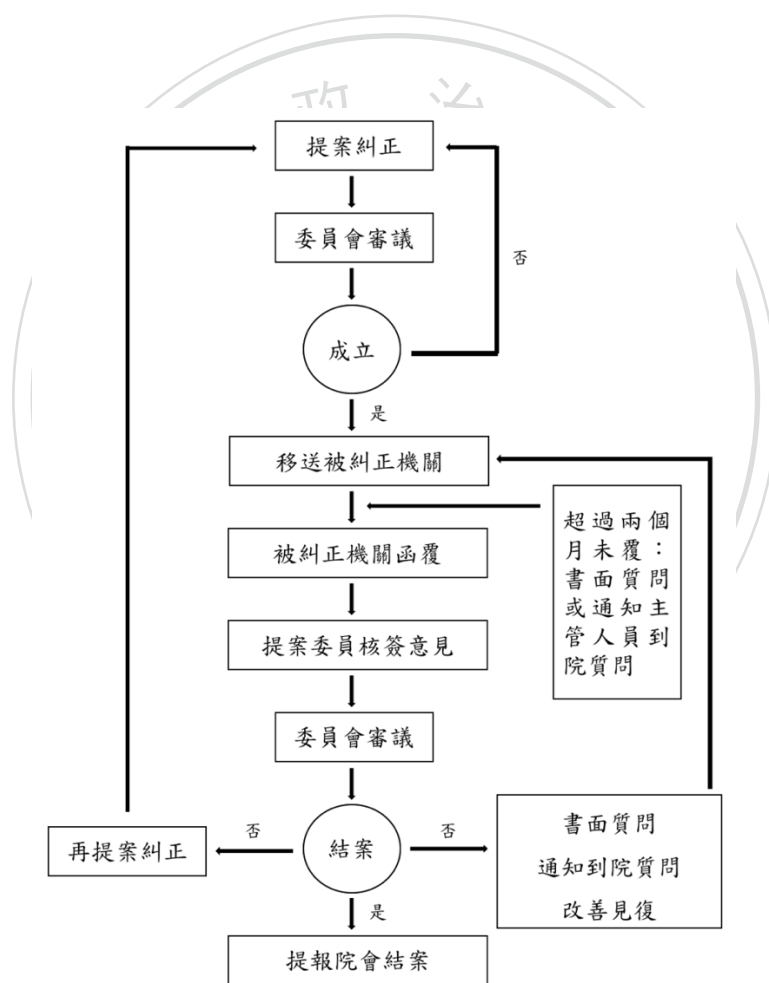 政治
提案糾正
委員會審議
否
成立
是
移送被糾正機關
超過兩個
月未覆：
書面質問
或通知主
管人員到
院質問
被糾正機關函覆
提案委員核簽意見
委員會審議
否
結案
否
再提案糾正
書面質問
通知到院質問
改善見復
是
提報院會結案